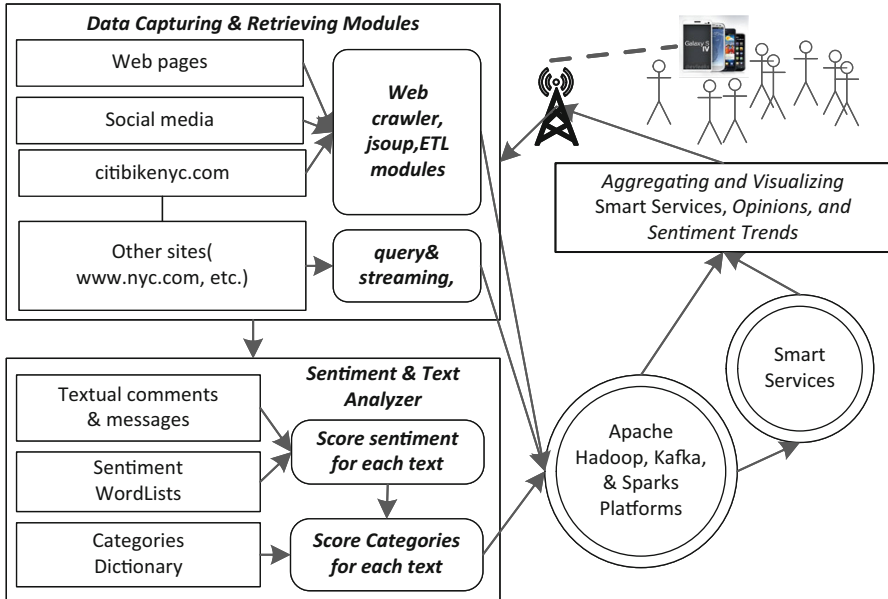 Data Capturing & Retrieving Modules
Web pages
Social media
citibikenyc.com
Other sites(
www.nyc.com, etc.)
Web
crawler,
jsoup,ETL
modules
query&
streaming,
Sentiment & Text
Analyzer
Textual comments
& messages
Sentiment
WordLists
Categories
Dictionary
Score sentiment
for each text
Score Categories
for each text
Galaxy S
IV
Aggregating and Visualizing
Smart Services, Opinions, and
Sentiment Trends
Smart
Services
Apache
Hadoop, Kafka,
& Sparks
Platforms